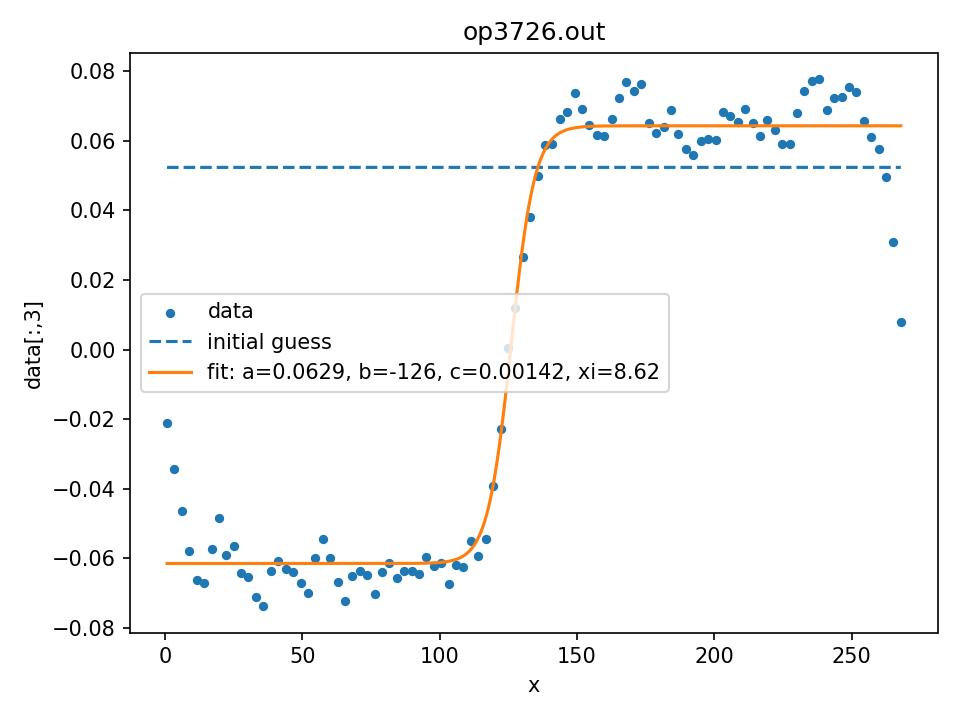 op3726.out
0.08
0.06
0.04
0.02
0.00
−0.02
−0.04
−0.06
−0.08
data[:,3]
data
initial guess
fit: a=0.0629, b=-126, c=0.00142, xi=8.62
0 50 100 150 200 250
x